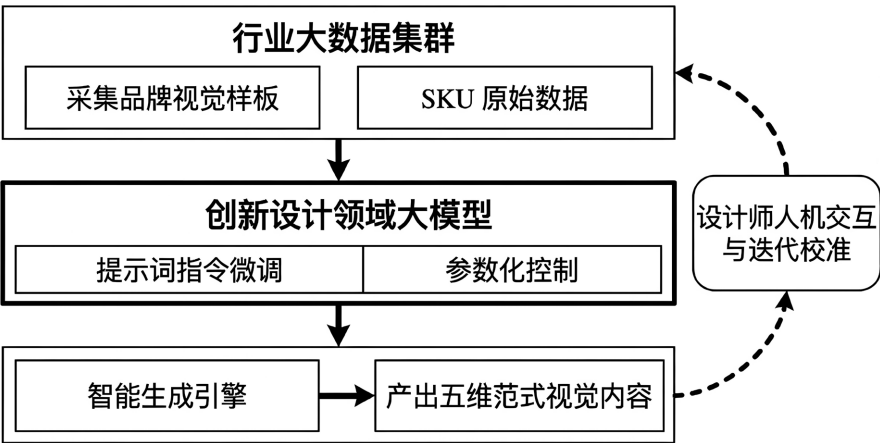 行业大数据集群
采集品牌视觉样板
SKU 原始数据
创新设计领域大模型
提示词指令微调
参数化控制
设计师人机交互
与迭代校准
智能生成引擎
产出五维范式视觉内容